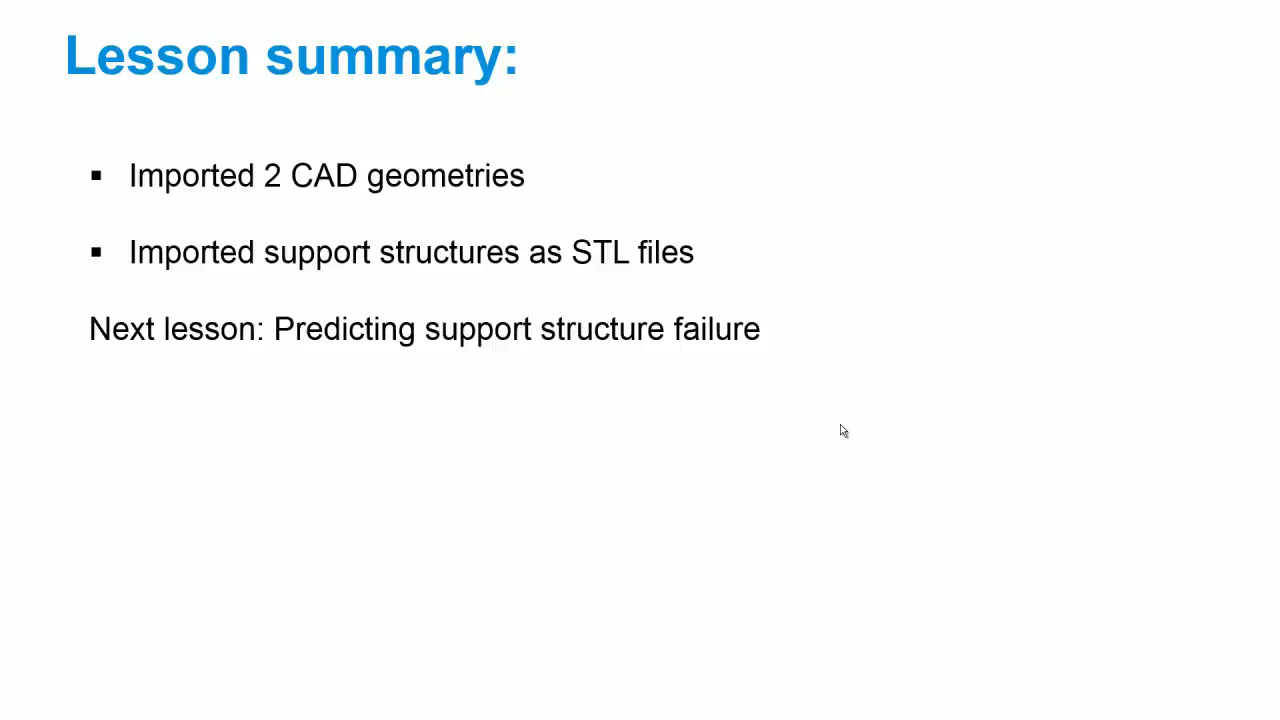 Lesson summary:
▪ Imported 2 CAD geometries
▪ Imported support structures as STL files
Next lesson: Predicting support structure failure